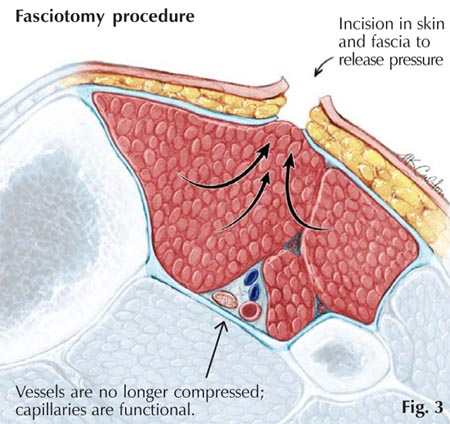 Fasciotomy procedure
Incision in skin
and fascia to
release pressure
Vessels are no longer compressed;
capillaries are functional.
Fig. 3